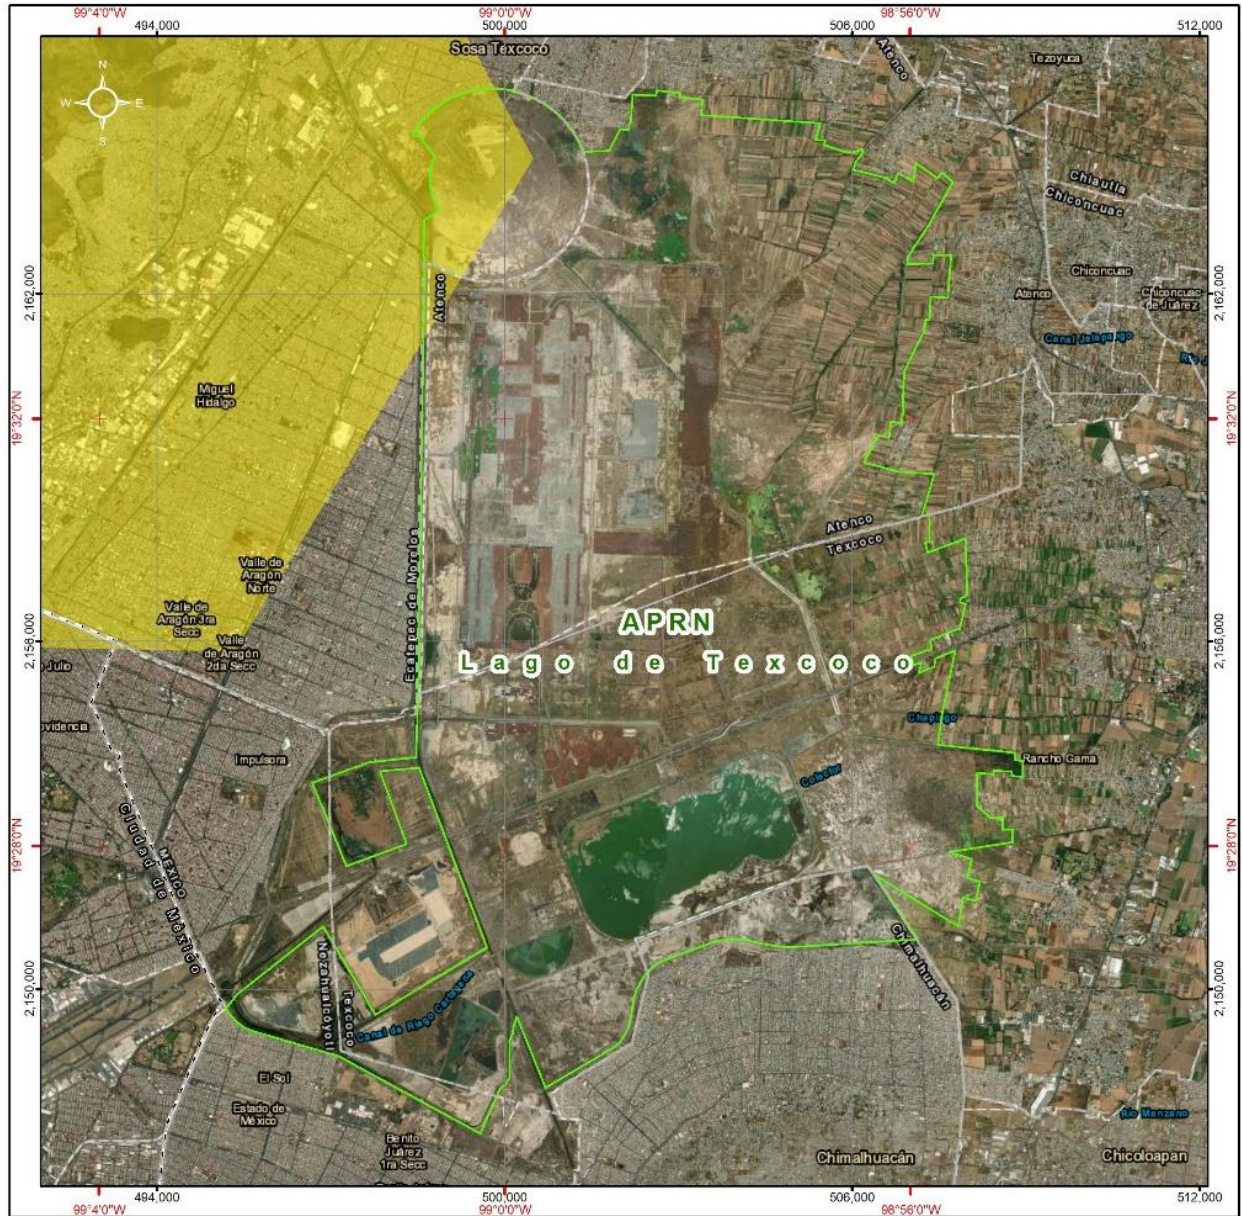 99°4'0"W
99°0'0"W
98°56'0"W
494,000
500,000
506,000
512,000
Sosa Texcoco
Atenco
Tezoyuca
N
W
E
S
Chiautla
Chiconcuac
2,162,000
Atenco
Chiconcuac
Atenco
Chiconcuac
de Juárez
2,162,000
Canal Jalapango
Miguel
Hidalgo
19°32'0"N
19°32'0"N
Atenco
Texcoco
Ecatepec de Morelos
Valle de
Aragón
Norte
Valle de
Aragón 3ra
Secc
Valle
de Aragón
2da Secc
APRN
Lago de Texcoco
2,156,000
Julio
Chapingo
ovidencia
Impulsora
Rancho Gama
Colector
19°28'0"N
19°28'0"N
MÉXICO
Ciudad de México
Chimalhuacán
Nezahualcóyotl
Texcoco
Canal de Riego Cartagena
2,150,000
2,150,000
El Sol
Estado de
México
Río Manzano
Benito
Juárez
1ra Secc
Chimalhuacán
Chicoloapan
494,000
500,000
506,000
512,000
99°4'0"W
99°0'0"W
98°56'0"W